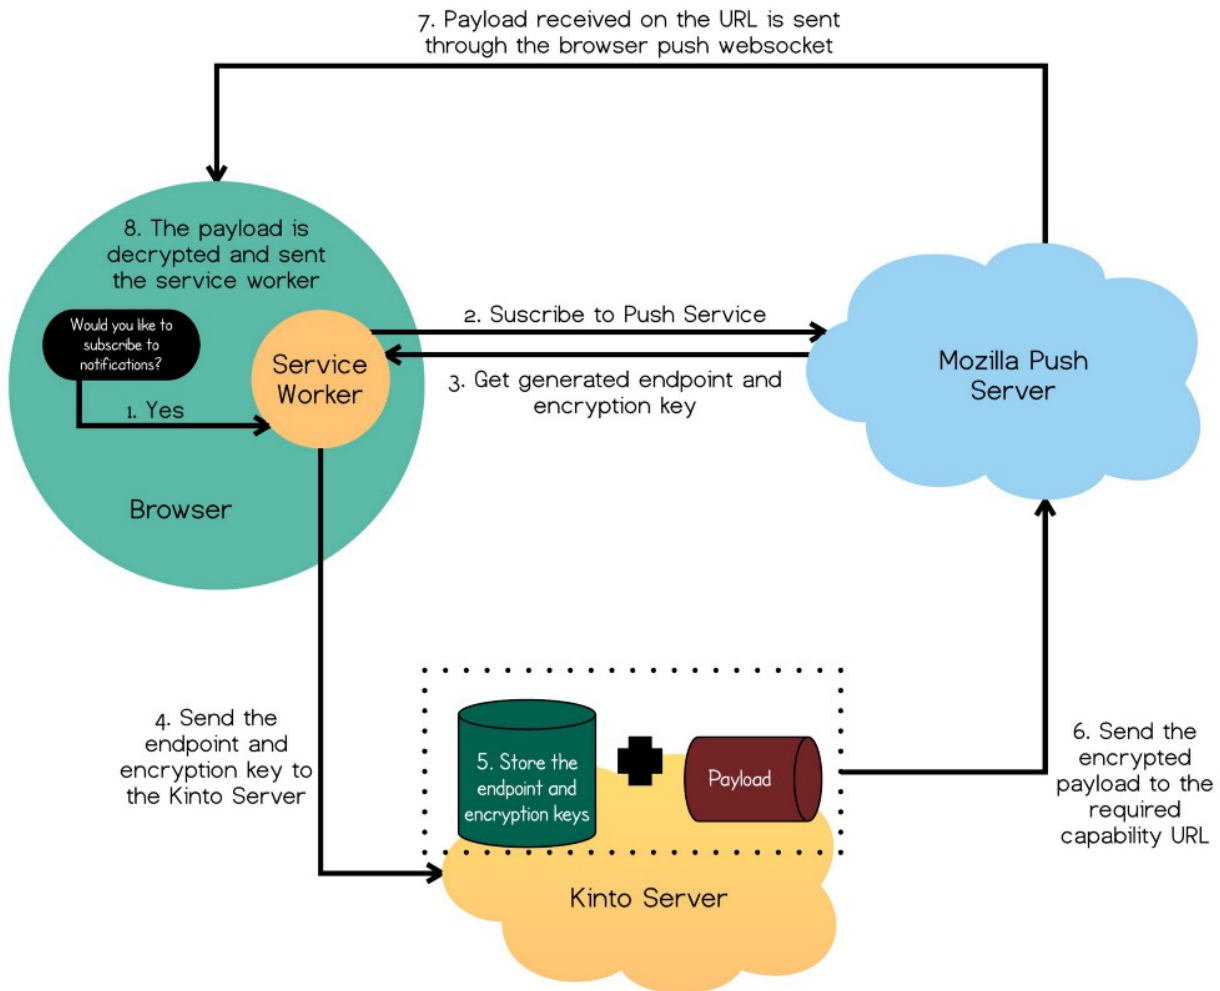 7. Payload received on the URL is sent
through the browser push websocket
8. The payload is
decrypted and sent
the service worker
Would you like to
subscribe to
notifications?
1. Yes
Service
Worker
Browser
2. Suscribe to Push Service
3. Get generated endpoint and
encryption key
Mozilla Push
Server
4. Send the
endpoint and
encryption key to
the Kinto Server
5. Store the
endpoint and
encryption keys
Payload
Kinto Server
6. Send the
encrypted
payload to the
required
capability URL